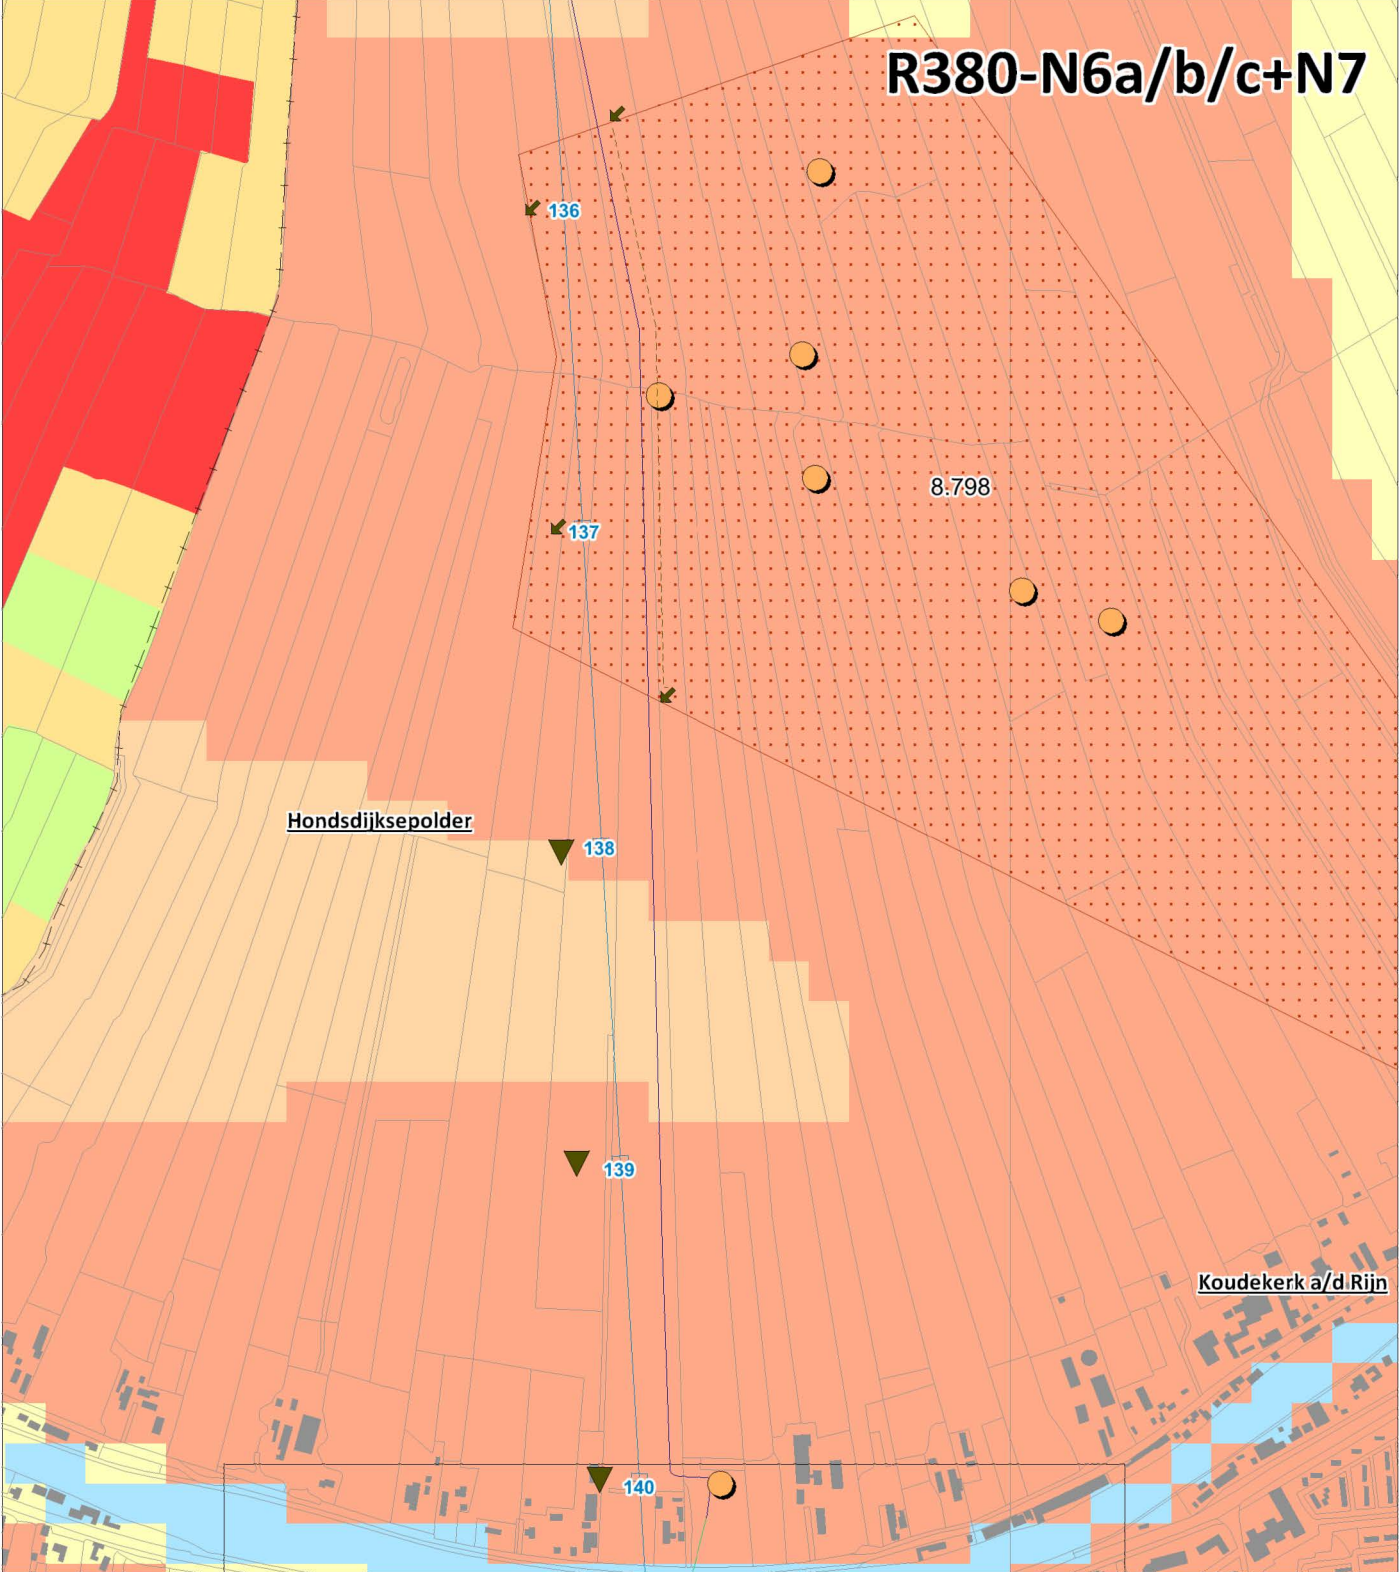 R380-N6a/b/c+N7
136
8.798
137
Hondsdijksepolder
138
139
Koudekerk a/d Rijn
140